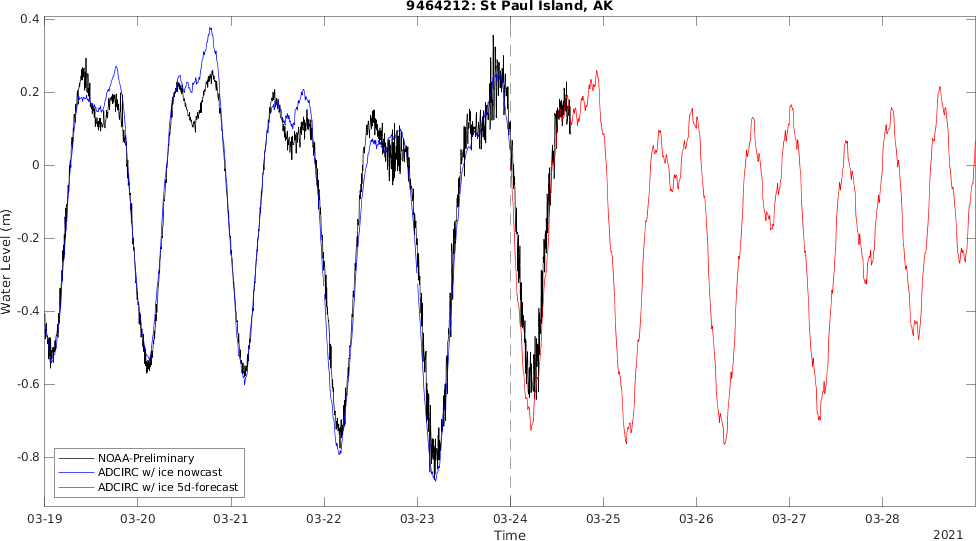 9464212: St Paul Island, AK
0.4
0.2
0
-0.2
-0.4
-0.6
-0.8
Water Level (m)
NOAA-Preliminary
ADCIRC w/ ice nowcast
ADCIRC w/ ice 5d-forecast
03-19 03-20 03-21 03-22 03-23 03-24 03-25 03-26 03-27 03-28
Time
2021